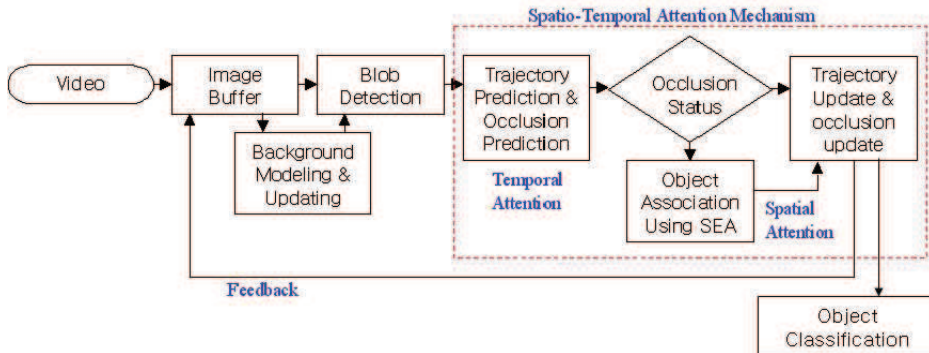 Spatio-Temporal Attention Mechanism
Video
Image
Buffer
Blob
Detection
Trajectory
Prediction &
Occlusion
Prediction
Occlusion
Status
Trajectory
Update &
occlusion
update
Background
Modeling &
Updating
Temporal
Attention
Object
Association
Using SEA
Spatial
Attention
Feedback
Object
Classification